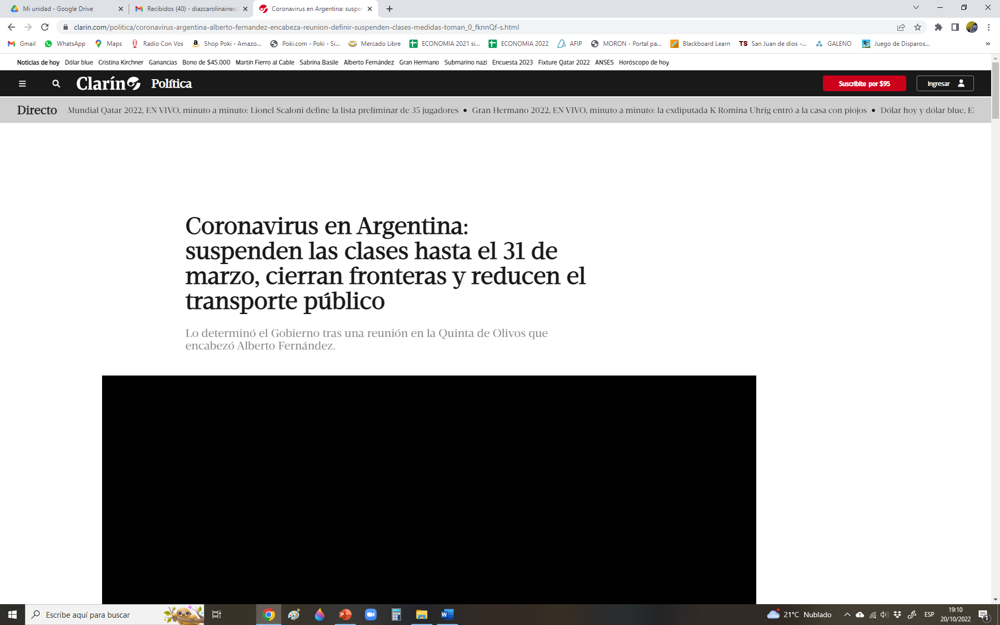 Mi unidad - Google Drive
Recibidos (40) - diazcarolinaines
Coronavirus en Argentina: suspe
clarin.com/politica/coronavirus-argentina-alberto-fernandez-encabeza-reunion-definir-suspenden-clases-medidas-toman_0_fknnQf-s.html
Gmail WhatsApp Maps Radio Con Vos Shop Poki - Amazo... Poki.com - Poki - Si... Mercado Libre ECONOMIA 2021 si... ECONOMIA 2022 AFIP MORON - Portal pa... Blackboard Learn TS San Juan de dios -... GALENO Juego de Disparos... »
Noticias de hoy Dólar blue Cristina Kirchner Ganancias Bono de $45.000 Martín Fierro al Cable Sabrina Basile Alberto Fernández Gran Hermano Submarino nazi Encuesta 2023 Fixture Qatar 2022 ANSES Horóscopo de hoy
Clarín Política Suscribite por $95 Ingresar
Directo Mundial Qatar 2022, EN VIVO, minuto a minuto: Lionel Scaloni define la lista preliminar de 35 jugadores • Gran Hermano 2022, EN VIVO, minuto a minuto: la exdiputada K Romina Uhrig entró a la casa con piojos • Dólar hoy y dólar blue, E
Coronavirus en Argentina:
suspenden las clases hasta el 31 de
marzo, cierran fronteras y reducen el
transporte público
Lo determinó el Gobierno tras una reunión en la Quinta de Olivos que
encabezó Alberto Fernández.
Escribe aquí para buscar
21°C Nublado
ESP
19:10
20/10/2022
1